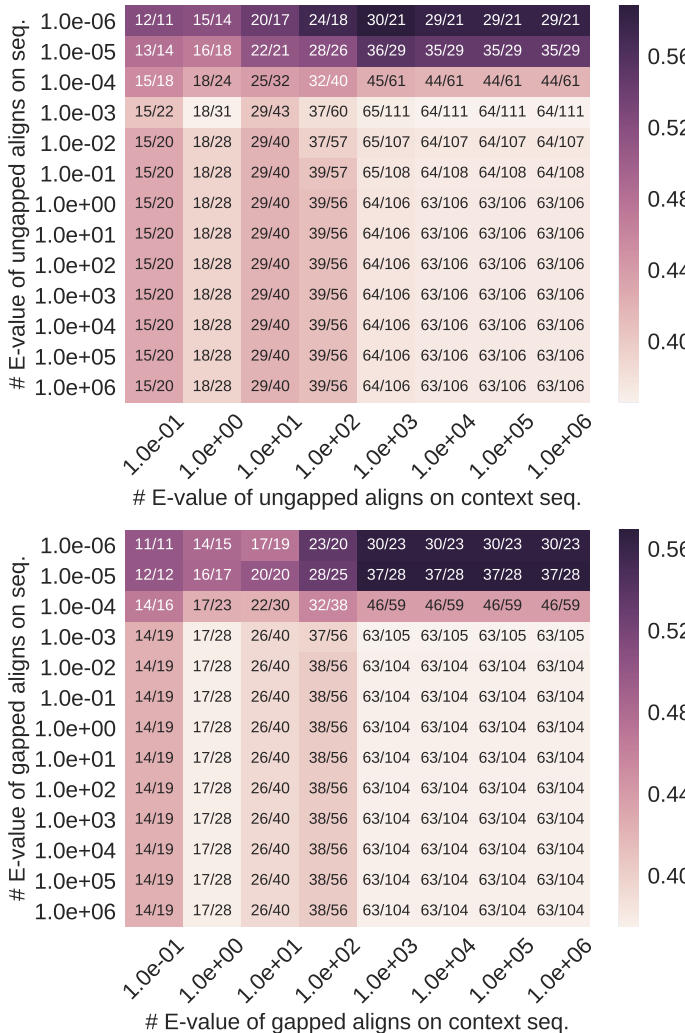 # E-value of ungapped aligns on seq.
1.0e-06 12/11 15/14 20/17 24/18 30/21 29/21 29/21 29/21
1.0e-05 13/14 16/18 22/21 28/26 36/29 35/29 35/29 35/29
1.0e-04 15/18 18/24 25/32 32/40 45/61 44/61 44/61 44/61
1.0e-03 15/22 18/31 29/43 37/60 65/111 64/111 64/111 64/111
1.0e-02 15/20 18/28 29/40 37/57 65/107 64/107 64/107 64/107
1.0e-01 15/20 18/28 29/40 39/57 65/108 64/108 64/108 64/108
1.0e+00 15/20 18/28 29/40 39/56 64/106 63/106 63/106 63/106
1.0e+01 15/20 18/28 29/40 39/56 64/106 63/106 63/106 63/106
1.0e+02 15/20 18/28 29/40 39/56 64/106 63/106 63/106 63/106
1.0e+03 15/20 18/28 29/40 39/56 64/106 63/106 63/106 63/106
1.0e+04 15/20 18/28 29/40 39/56 64/106 63/106 63/106 63/106
1.0e+05 15/20 18/28 29/40 39/56 64/106 63/106 63/106 63/106
1.0e+06 15/20 18/28 29/40 39/56 64/106 63/106 63/106 63/106
1.0e-01 1.0e+00 1.0e+01 1.0e+02 1.0e+03 1.0e+04 1.0e+05 1.0e+06
# E-value of ungapped aligns on context seq.
0.56
0.52
0.48
0.44
0.40
# E-value of gapped aligns on seq.
1.0e-06 11/11 14/15 17/19 23/20 30/23 30/23 30/23 30/23
1.0e-05 12/12 16/17 20/20 28/25 37/28 37/28 37/28 37/28
1.0e-04 14/16 17/23 22/30 32/38 46/59 46/59 46/59 46/59
1.0e-03 14/19 17/28 26/40 37/56 63/105 63/105 63/105 63/105
1.0e-02 14/19 17/28 26/40 38/56 63/104 63/104 63/104 63/104
1.0e-01 14/19 17/28 26/40 38/56 63/104 63/104 63/104 63/104
1.0e+00 14/19 17/28 26/40 38/56 63/104 63/104 63/104 63/104
1.0e+01 14/19 17/28 26/40 38/56 63/104 63/104 63/104 63/104
1.0e+02 14/19 17/28 26/40 38/56 63/104 63/104 63/104 63/104
1.0e+03 14/19 17/28 26/40 38/56 63/104 63/104 63/104 63/104
1.0e+04 14/19 17/28 26/40 38/56 63/104 63/104 63/104 63/104
1.0e+05 14/19 17/28 26/40 38/56 63/104 63/104 63/104 63/104
1.0e+06 14/19 17/28 26/40 38/56 63/104 63/104 63/104 63/104
1.0e-01 1.0e+00 1.0e+01 1.0e+02 1.0e+03 1.0e+04 1.0e+05 1.0e+06
# E-value of gapped aligns on context seq.
0.56
0.52
0.48
0.44
0.40